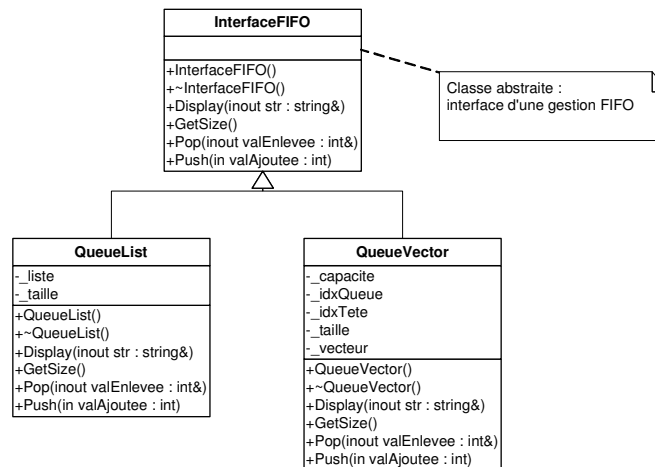 InterfaceFIFO
+InterfaceFIFO()
+~InterfaceFIFO()
+Display(inout str : string&)
+GetSize()
+Pop(inout valEnlevee : int&)
+Push(in valAjoutee : int)
Classe abstraite :
interface d'une gestion FIFO
QueueList
-_liste
-_taille
+QueueList()
+~QueueList()
+Display(inout str : string&)
+GetSize()
+Pop(inout valEnlevee : int&)
+Push(in valAjoutee : int)
QueueVector
-_capacite
-_idxQueue
-_idxTete
-_taille
-_vecteur
+QueueVector()
+~QueueVector()
+Display(inout str : string&)
+GetSize()
+Pop(inout valEnlevee : int&)
+Push(in valAjoutee : int)